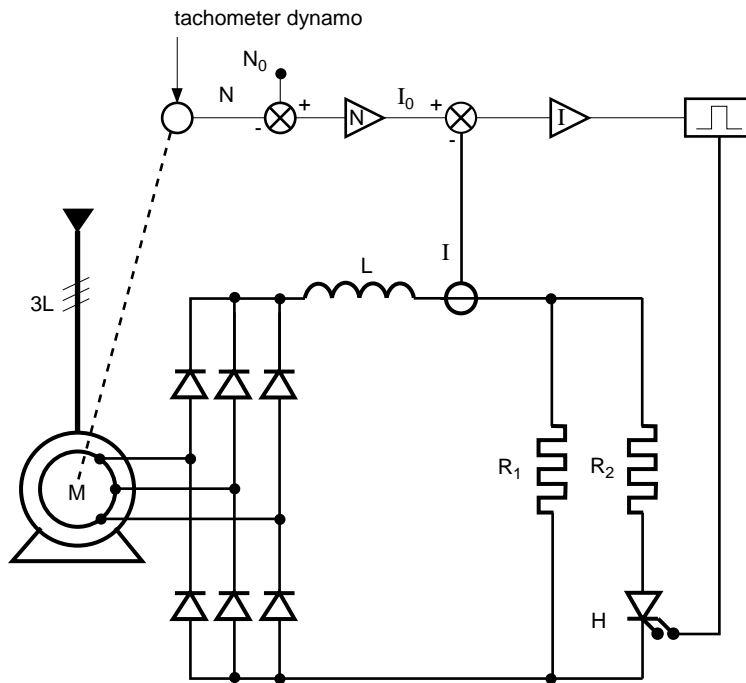 tachometer dynamo
N₀
N
+
-
N
I₀
+
-
I
I
L
3L
M
R₁
R₂
H